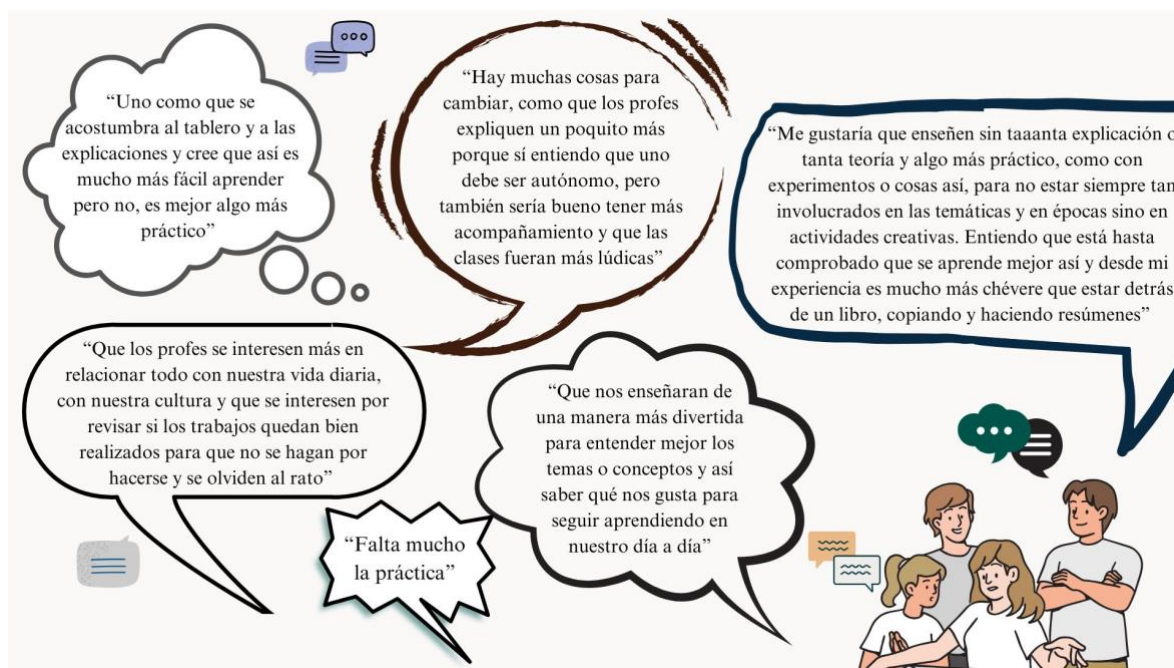 “Uno como que se
acostumbra al tablero y a las
explicaciones y cree que así es
mucho más fácil aprender
pero no, es mejor algo más
práctico”
“Hay muchas cosas para
cambiar, como que los profes
expliquen un poquito más
porque sí entiendo que uno
debe ser autónomo, pero
también sería bueno tener más
acompañamiento y que las
clases fueran más lúdicas”
“Me gustaría que enseñen sin taaanta explicación o
tanta teoría y algo más práctico, como con
experimentos o cosas así, para no estar siempre tan
involucrados en las temáticas y en épocas sino en
actividades creativas. Entiendo que está hasta
comprobado que se aprende mejor así y desde mi
experiencia es mucho más chévere que estar detrás
de un libro, copiando y haciendo resúmenes”
“Que los profes se interesen más en
relacionar todo con nuestra vida diaria,
con nuestra cultura y que se interesen por
revisar si los trabajos quedan bien
realizados para que no se hagan por
hacerse y se olviden al rato”
“Falta mucho
la práctica”
“Que nos enseñaran de
una manera más divertida
para entender mejor los
temas o conceptos y así
saber qué nos gusta para
seguir aprendiendo en
nuestro día a día”